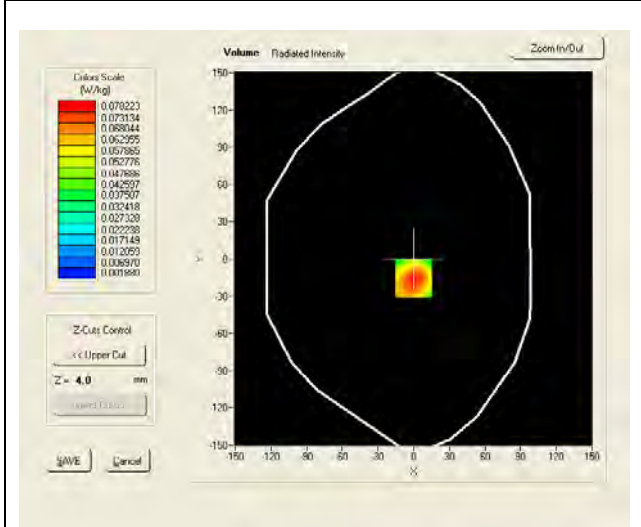 Volume Radiated Intensity
Zoom In/Out
Colors Scale
(W/kg)
0.078223
0.073134
0.068044
0.062955
0.057865
0.052776
0.047686
0.042597
0.037507
0.032418
0.027328
0.022238
0.017149
0.012059
0.006970
0.001880
150
120
90
60
30
0
-30
-60
-90
-120
-150
Y
-150 -120 -90 -60 -30 0 30 60 90 120 150
X
Z-Cuts Control
<< Upper Cut
Z = 4.0 mm
SAVE Cancel